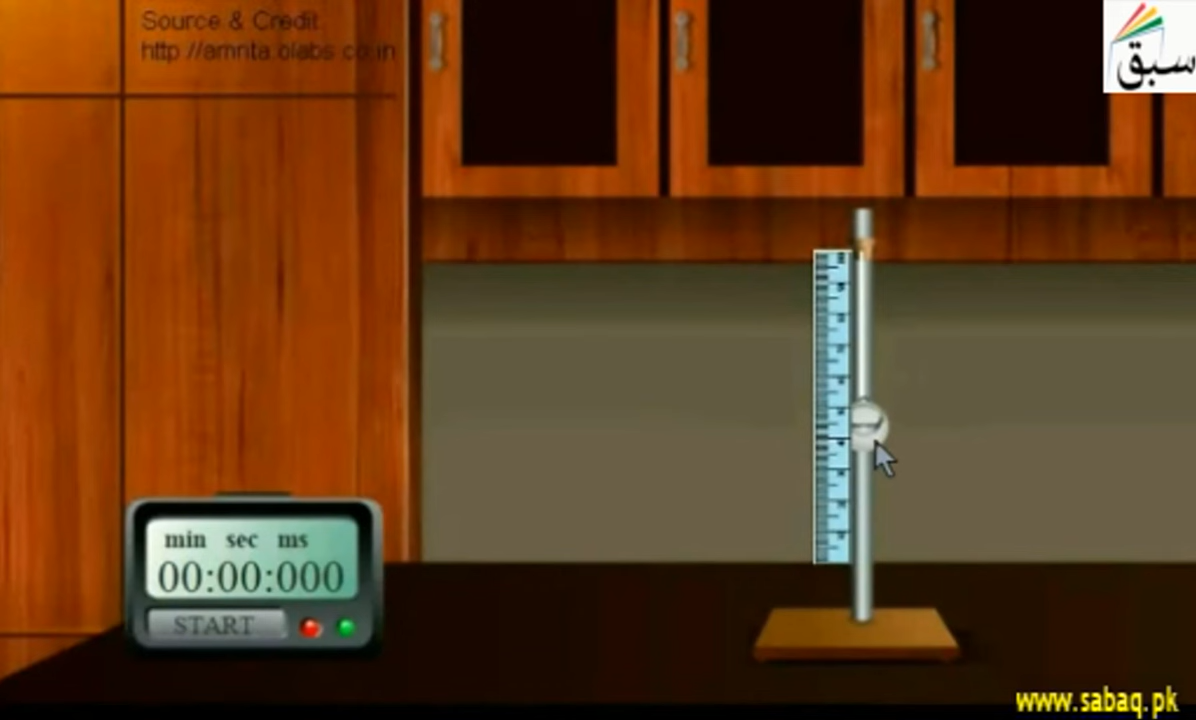 Source & Credit
http://amrita.olabs.co.in
سبق
min sec ms
00:00:000
START
www.sabaq.pk